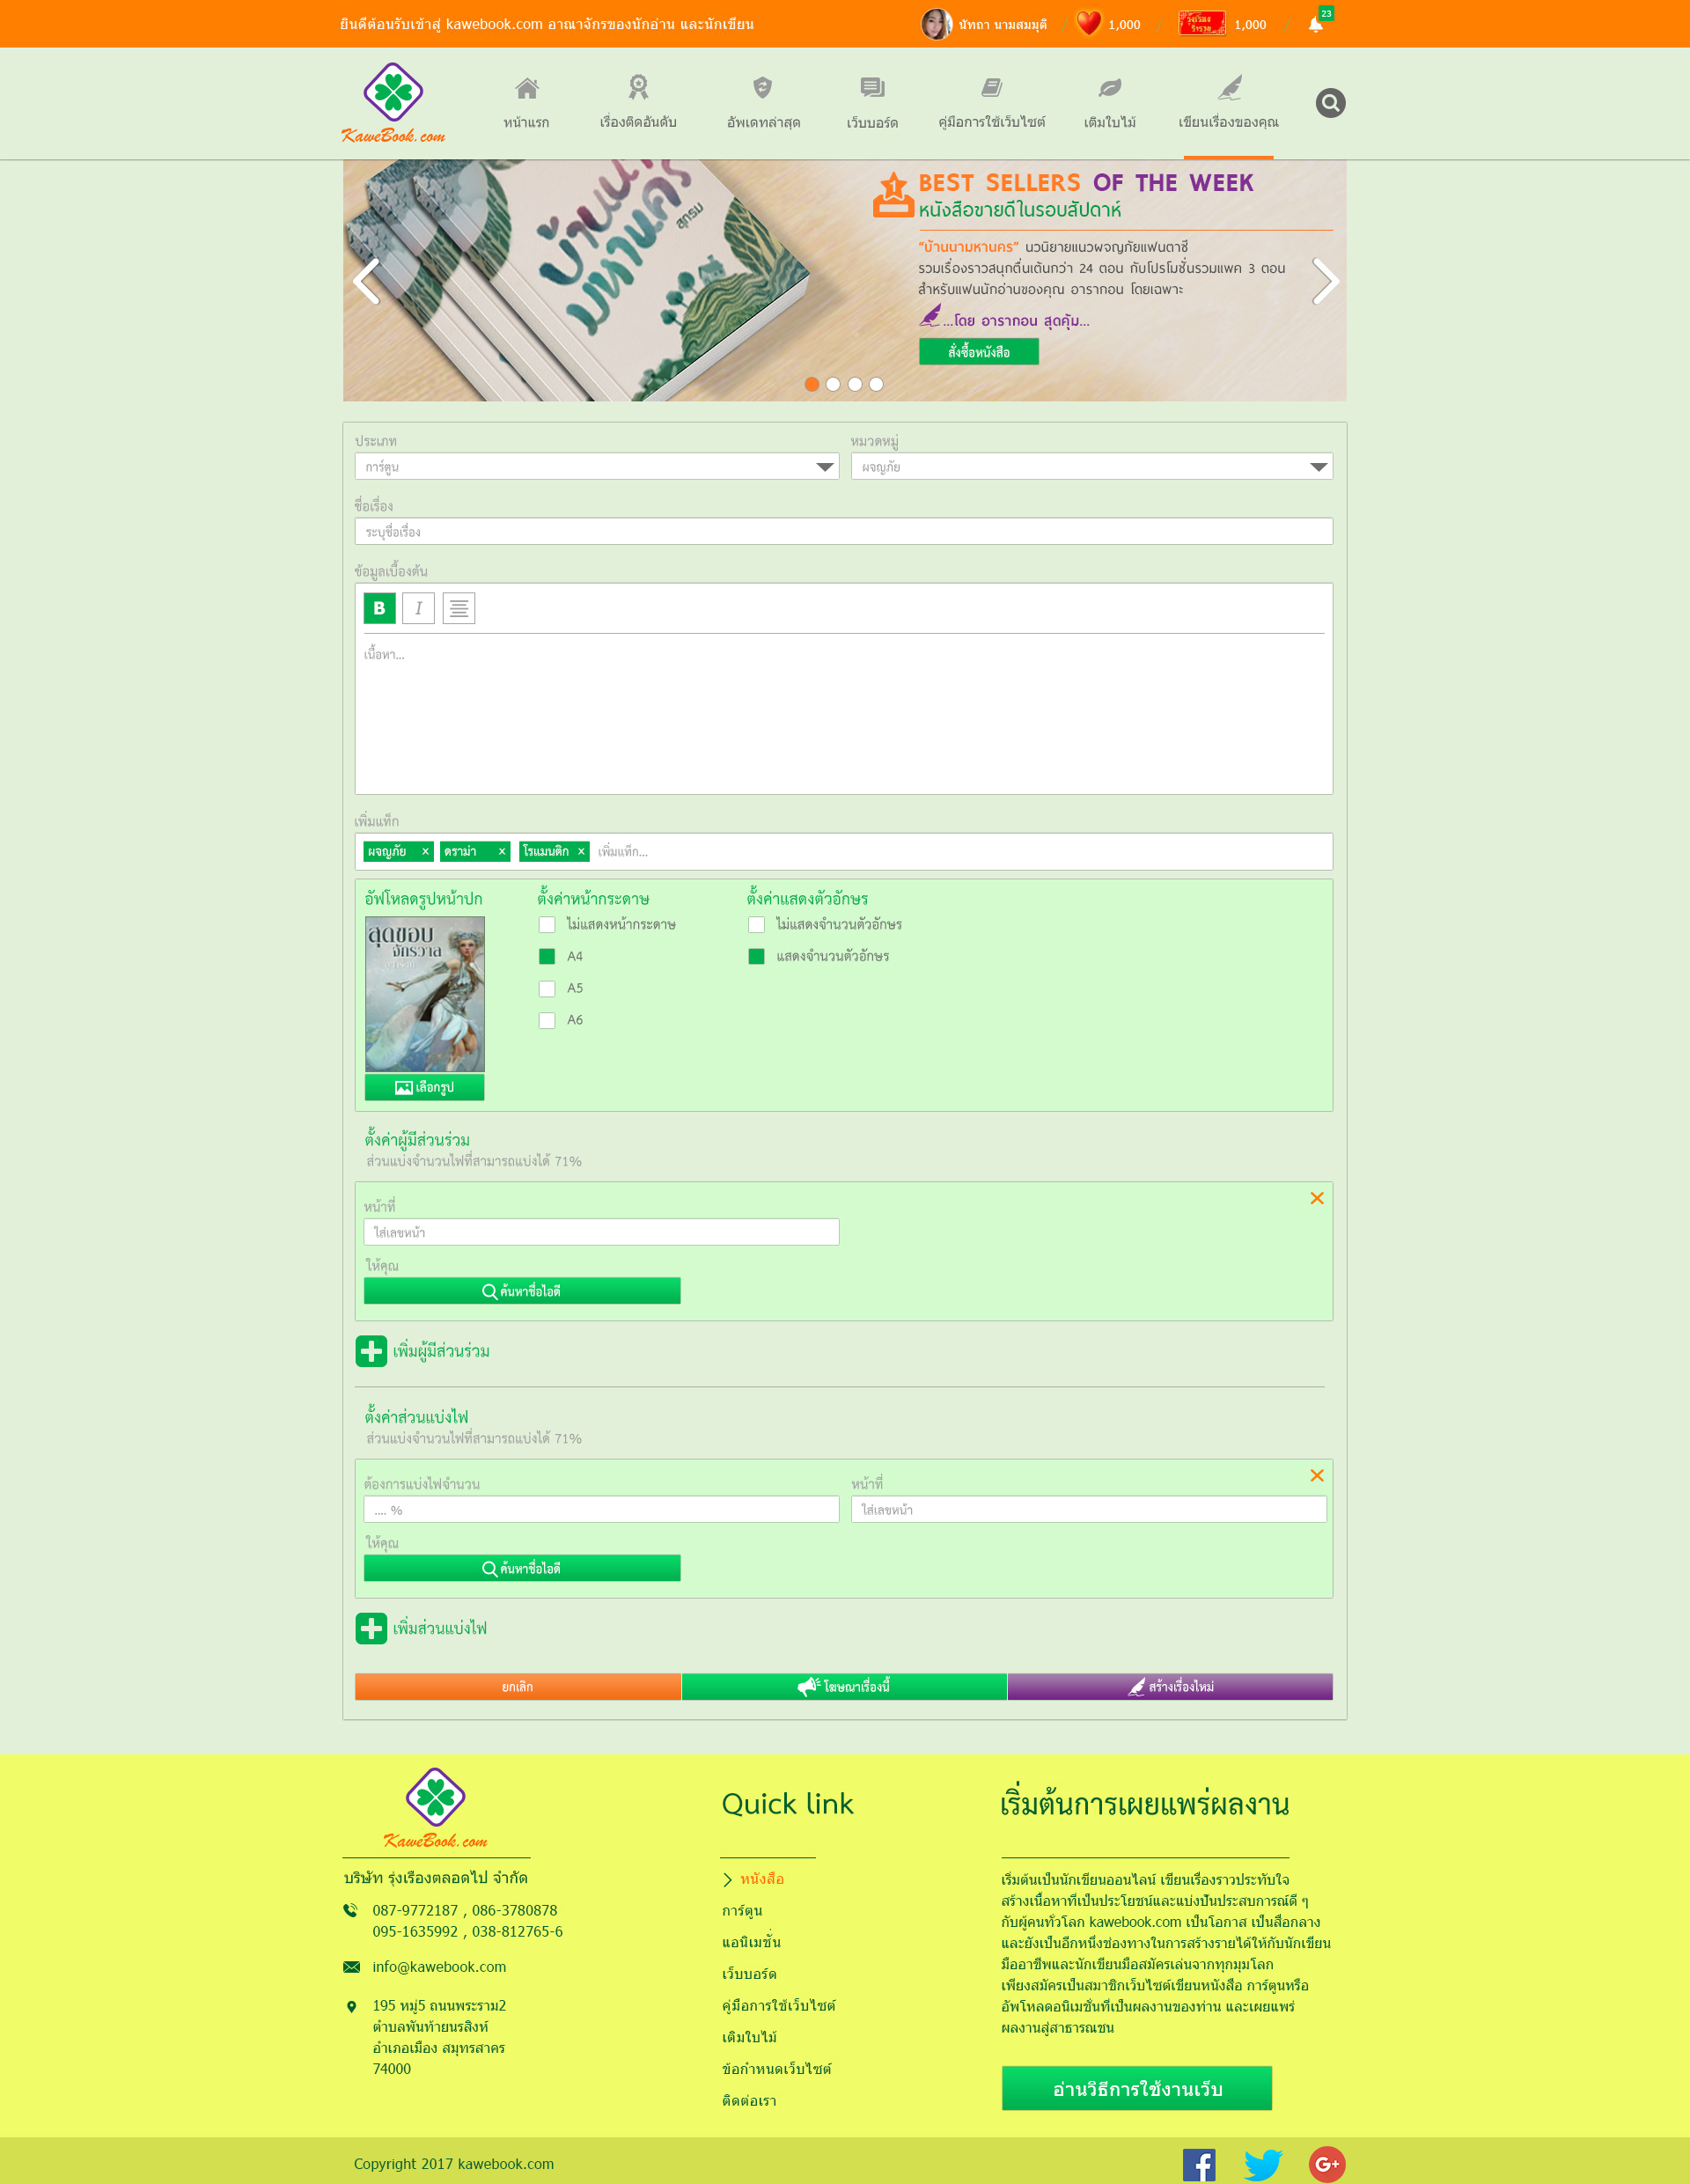 ยินดีต้อนรับเข้าสู่ kawebook.com อาณาจักรของนักอ่าน และนักเขียน
นัทถา นามสมมุติ / 1,000 / รุ่งเรือง ร่ำรวย 1,000 / 23
KaweBook.com
หน้าแรก
เรื่องติดอันดับ
อัพเดทล่าสุด
เว็บบอร์ด
คู่มือการใช้เว็บไซต์
เติมใบไม้
เขียนเรื่องของคุณ
บ้านนา
มหานคร
สุกรม
1
BEST SELLERS OF THE WEEK
หนังสือขายดีในรอบสัปดาห์
“บ้านนามหานคร” นวนิยายแนวผจญภัยแฟนตาซี
รวมเรื่องราวสนุกตื่นเต้นกว่า 24 ตอน กับโปรโมชั่นรวมแพค 3 ตอน
สำหรับแฟนนักอ่านของคุณ อารากอน โดยเฉพาะ
...โดย อารากอน สุดคุ้ม...
สั่งซื้อหนังสือ
ประเภท
การ์ตูน
หมวดหมู่
ผจญภัย
ชื่อเรื่อง
ระบุชื่อเรื่อง
ข้อมูลเบื้องต้น
B I
เนื้อหา...
เพิ่มแท็ก
ผจญภัย × ดราม่า × โรแมนติก × เพิ่มแท็ก...
อัฟโหลดรูปหน้าปก
สุดขอบ
จักรวาล
เลือกรูป
ตั้งค่าหน้ากระดาษ
ไม่แสดงหน้ากระดาษ
A4
A5
A6
ตั้งค่าแสดงตัวอักษร
ไม่แสดงจำนวนตัวอักษร
แสดงจำนวนตัวอักษร
ตั้งค่าผู้มีส่วนร่วม
ส่วนแบ่งจำนวนไฟที่สามารถแบ่งได้ 71%
หน้าที่
ใส่เลขหน้า
ให้คุณ
ค้นหาชื่อไอดี
เพิ่มผู้มีส่วนร่วม
ตั้งค่าส่วนแบ่งไฟ
ส่วนแบ่งจำนวนไฟที่สามารถแบ่งได้ 71%
ต้องการแบ่งไฟจำนวน
.... %
หน้าที่
ใส่เลขหน้า
ให้คุณ
ค้นหาชื่อไอดี
เพิ่มส่วนแบ่งไฟ
ยกเลิก
โฆษณาเรื่องนี้
สร้างเรื่องใหม่
KaweBook.com
บริษัท รุ่งเรืองตลอดไป จำกัด
087-9772187 , 086-3780878
095-1635992 , 038-812765-6
info@kawebook.com
195 หมู่5 ถนนพระราม2
ตำบลพันท้ายนรสิงห์
อำเภอเมือง สมุทรสาคร
74000
Quick link
หนังสือ
การ์ตูน
แอนิเมชั่น
เว็บบอร์ด
คู่มือการใช้เว็บไซต์
เติมใบไม้
ข้อกำหนดเว็บไซต์
ติดต่อเรา
เริ่มต้นการเผยแพร่ผลงาน
เริ่มต้นเป็นนักเขียนออนไลน์ เขียนเรื่องราวประทับใจ
สร้างเนื้อหาที่เป็นประโยชน์และแบ่งปันประสบการณ์ดี ๆ
กับผู้คนทั่วโลก kawebook.com เป็นโอกาส เป็นสื่อกลาง
และยังเป็นอีกหนึ่งช่องทางในการสร้างรายได้ให้กับนักเขียน
มืออาชีพและนักเขียนมือสมัครเล่นจากทุกมุมโลก
เพียงสมัครเป็นสมาชิกเว็บไซต์เขียนหนังสือ การ์ตูนหรือ
อัพโหลดอนิเมชั่นที่เป็นผลงานของท่าน และเผยแพร่
ผลงานสู่สาธารณชน
อ่านวิธีการใช้งานเว็บ
Copyright 2017 kawebook.com
f
G+